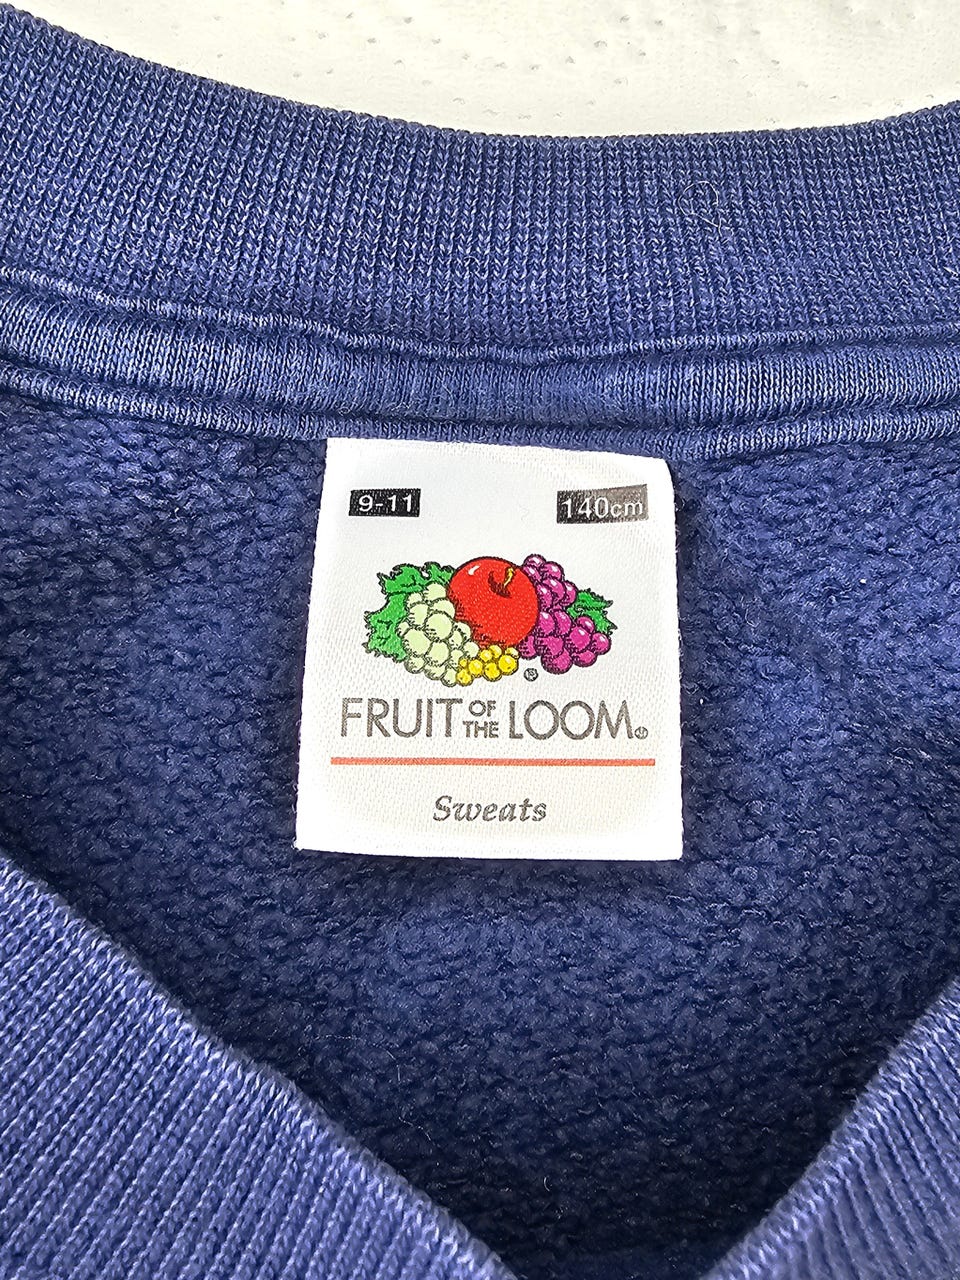 9-11 140cm
FRUIT OF THE LOOM®
Sweats